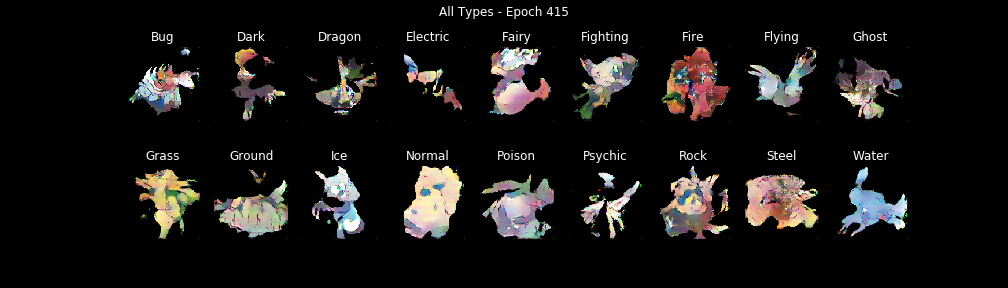 All Types - Epoch 415
Bug Dark Dragon Electric Fairy Fighting Fire Flying Ghost
Grass Ground Ice Normal Poison Psychic Rock Steel Water